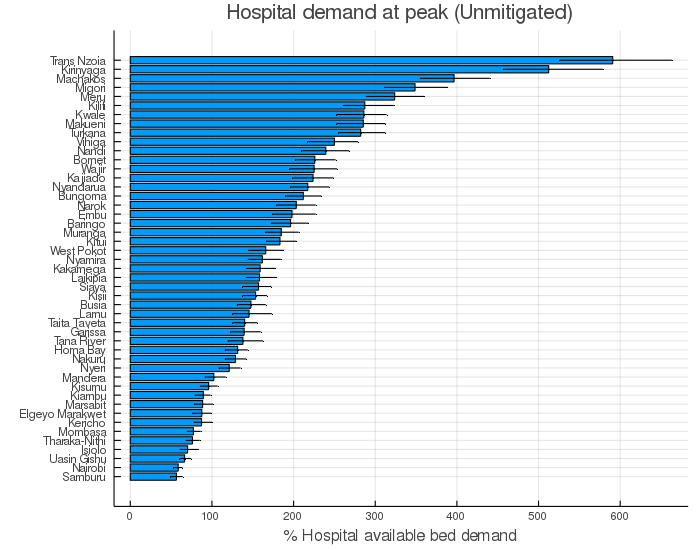 Hospital demand at peak (Unmitigated)
Trans Nzoia
Kirinyaga
Machakos
Migori
Meru
Kilifi
Kwale
Makueni
Turkana
Vihiga
Nandi
Bomet
Wajir
Kajiado
Nyandarua
Bungoma
Narok
Embu
Baringo
Muranga
Kitui
West Pokot
Nyamira
Kakamega
Laikipia
Siaya
Kisii
Busia
Lamu
Taita Taveta
Garissa
Tana River
Homa Bay
Nakuru
Nyeri
Mandera
Kisumu
Kiambu
Marsabit
Elgeyo Marakwet
Kericho
Mombasa
Tharaka-Nithi
Isiolo
Uasin Gishu
Nairobi
Samburu
0 100 200 300 400 500 600
% Hospital available bed demand